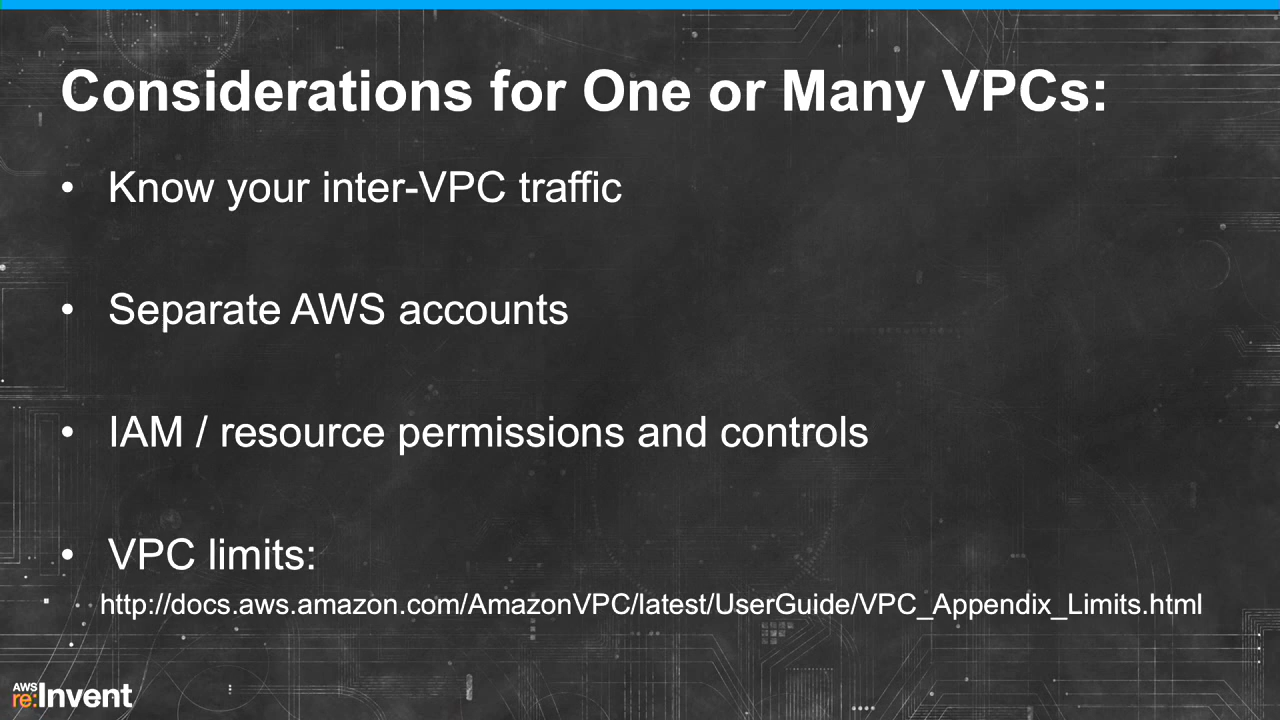 Considerations for One or Many VPCs:
• Know your inter-VPC traffic
• Separate AWS accounts
• IAM / resource permissions and controls
• VPC limits:
http://docs.aws.amazon.com/AmazonVPC/latest/UserGuide/VPC_Appendix_Limits.html
AWS
re:Invent